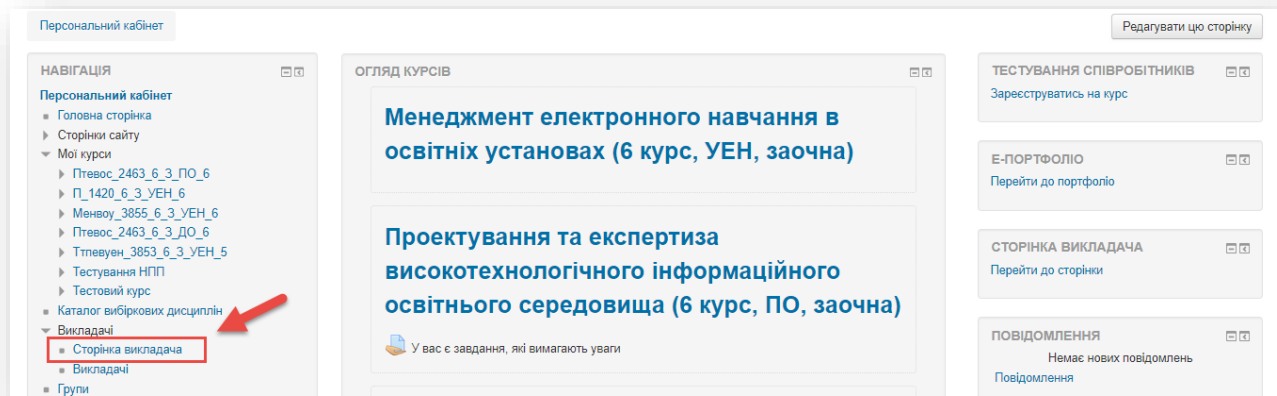 Персональний кабінет
Редагувати цю сторінку
НАВІГАЦІЯ
Персональний кабінет
Головна сторінка
Сторінки сайту
Мої курси
Птевос_2463_6_З_ПО_6
П_1420_6_З_УЕН_6
Менвоу_3855_6_З_УЕН_6
Птевос_2463_6_З_ДО_6
Ттпевуен_3853_6_З_УЕН_5
Тестування НПП
Тестовий курс
Каталог вибіркових дисциплін
Викладачі
Сторінка викладача
Викладачі
Групи
ОГЛЯД КУРСІВ
Менеджмент електронного навчання в
освітніх установах (6 курс, УЕН, заочна)
Проектування та експертиза
високотехнологічного інформаційного
освітнього середовища (6 курс, ПО, заочна)
У вас є завдання, які вимагають уваги
ТЕСТУВАННЯ СПІВРОБІТНИКІВ
Зареєструватись на курс
Е-ПОРТФОЛІО
Перейти до портфоліо
СТОРІНКА ВИКЛАДАЧА
Перейти до сторінки
ПОВІДОМЛЕННЯ
Немає нових повідомлень
Повідомлення